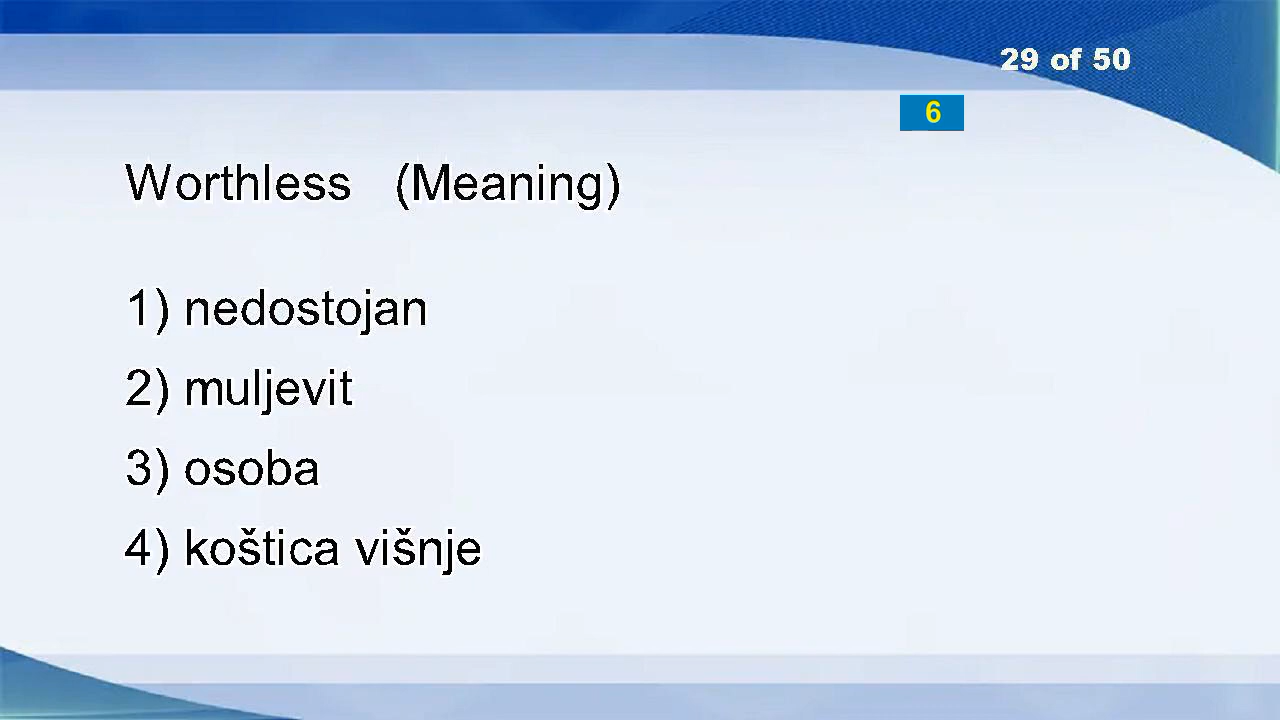 29 of 50
6
Worthless (Meaning)
1) nedostojan
2) muljevit
3) osoba
4) koštica višnje